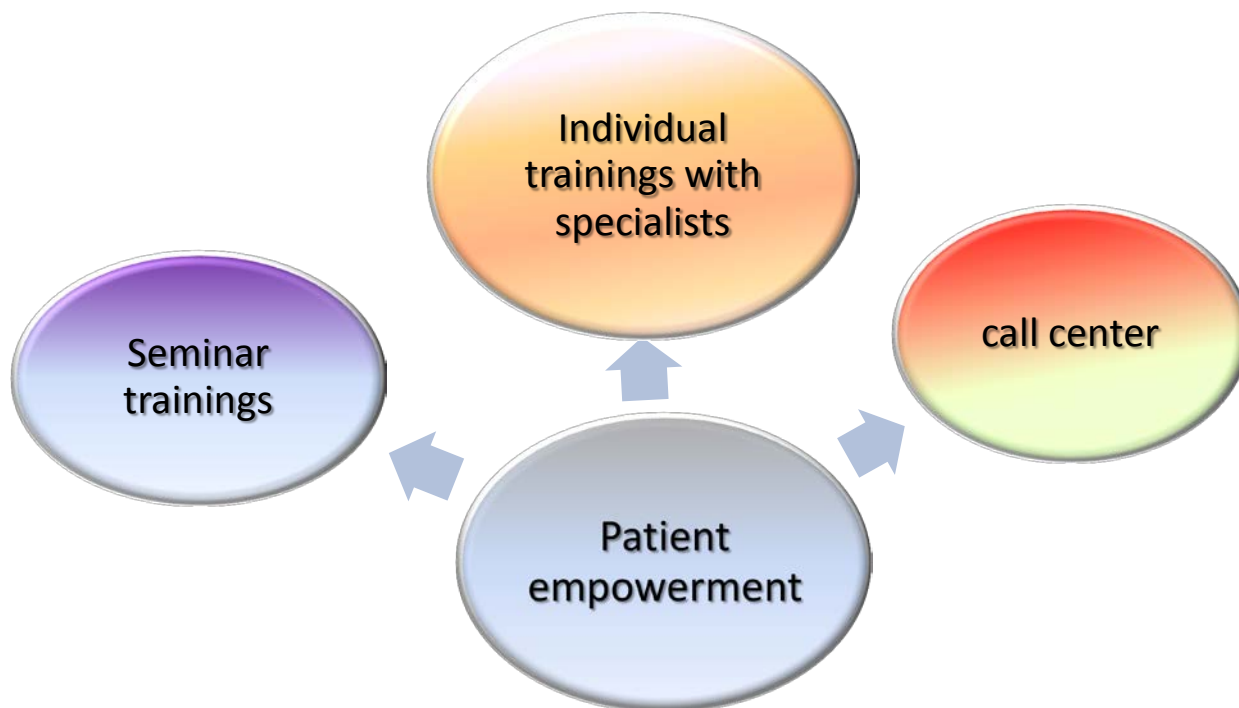 Individual
trainings with
specialists
Seminar
trainings
call center
Patient
empowerment